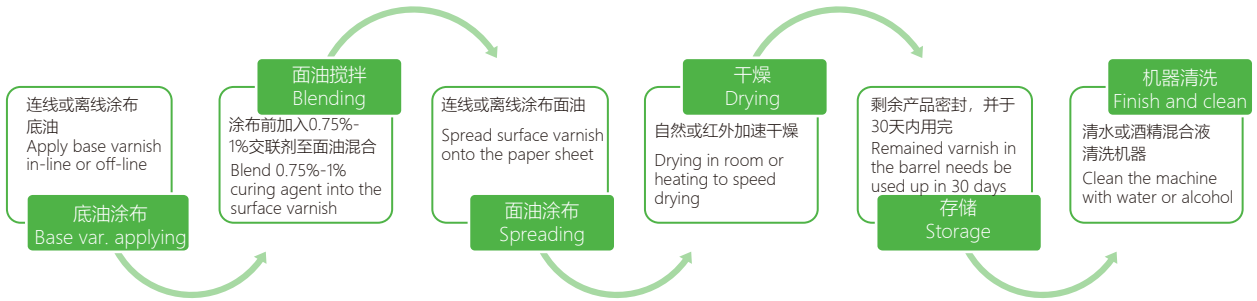 连线或离线涂布
底油
Apply base varnish
in-line or off-line
底油涂布
Base var. applying
面油搅拌
Blending
涂布前加入0.75%-
1%交联剂至面油混合
Blend 0.75%-1%
curing agent into the
surface varnish
连线或离线涂布面油
Spread surface varnish
onto the paper sheet
面油涂布
Spreading
干燥
Drying
自然或红外加速干燥
Drying in room or
heating to speed
drying
剩余产品密封，并于
30天内用完
Remained varnish in
the barrel needs be
used up in 30 days
存储
Storage
机器清洗
Finish and clean
清水或酒精混合液
清洗机器
Clean the machine
with water or alcohol